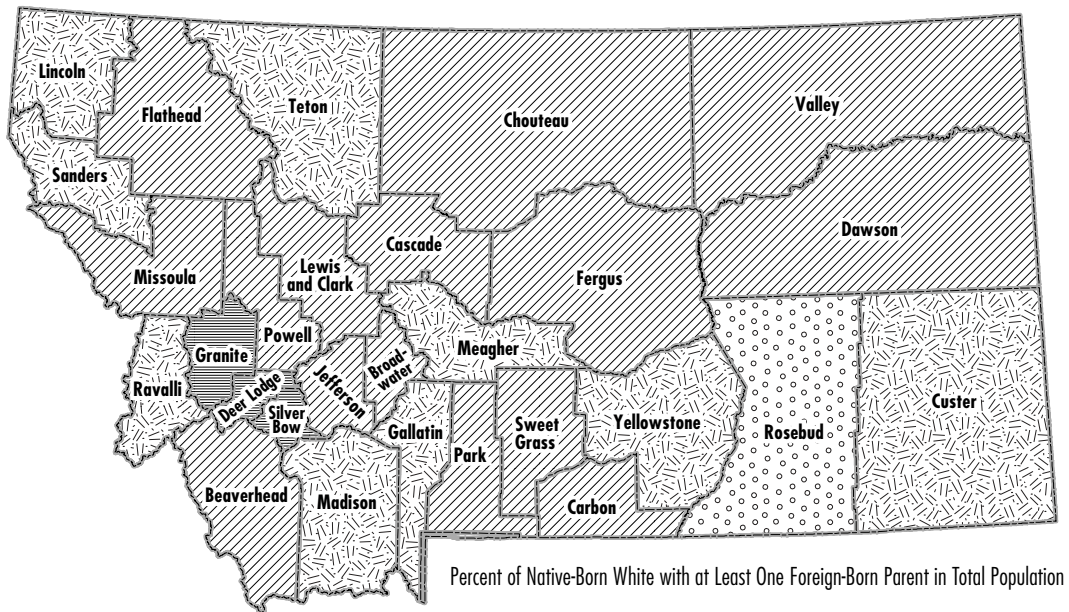 Lincoln
Flathead
Teton
Chouteau
Valley
Sanders
Missoula
Lewis
and Clark
Cascade
Fergus
Dawson
Granite
Powell
Ravalli
Deer Lodge
Silver
Bow
Jefferson
Broad-
water
Meagher
Gallatin
Park
Sweet
Grass
Yellowstone
Rosebud
Custer
Beaverhead
Madison
Carbon
Percent of Native-Born White with at Least One Foreign-Born Parent in Total Population